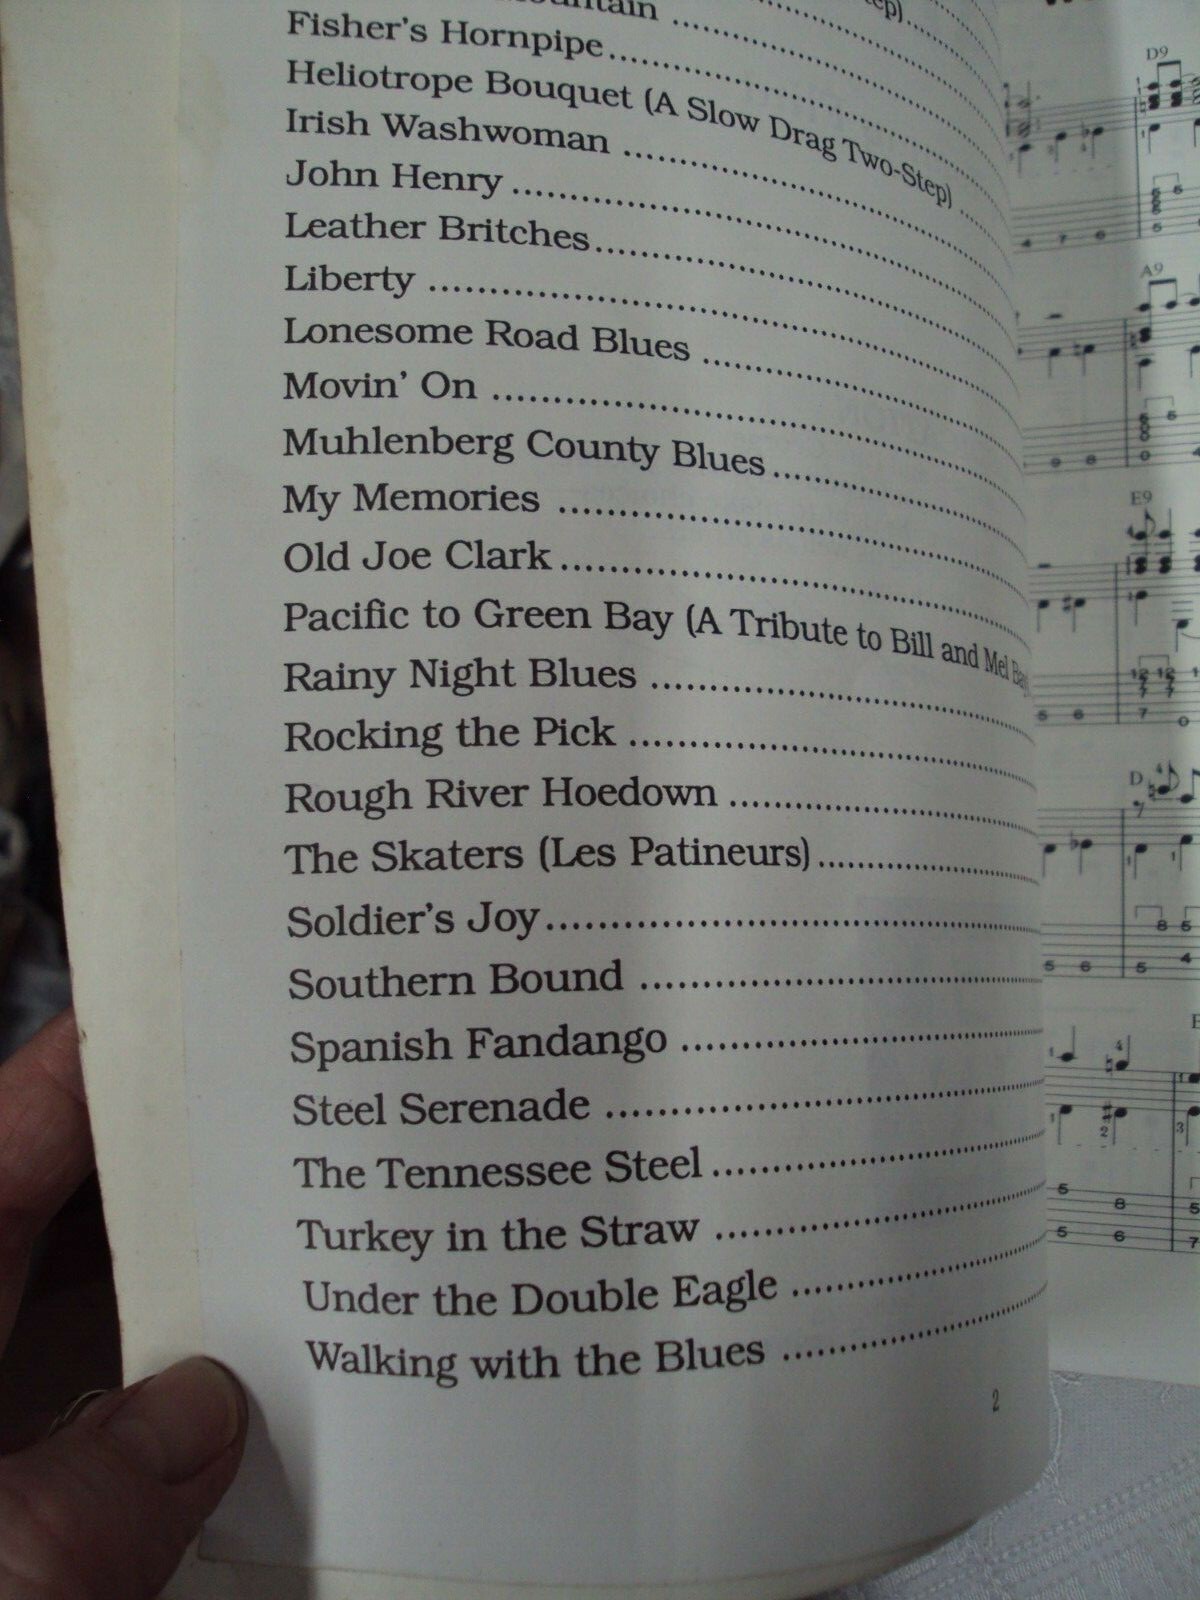 Fisher's Hornpipe
Heliotrope Bouquet (A Slow Drag Two-Step)
Irish Washwoman
John Henry
Leather Britches
Liberty
Lonesome Road Blues
Movin' On
Muhlenberg County Blues
My Memories
Old Joe Clark
Pacific to Green Bay (A Tribute to Bill and Mel Bay
Rainy Night Blues
Rocking the Pick
Rough River Hoedown
The Skaters (Les Patineurs)
Soldier's Joy
Southern Bound
Spanish Fandango
Steel Serenade
The Tennessee Steel
Turkey in the Straw
Under the Double Eagle
Walking with the Blues
2
D9
A9
E9
D